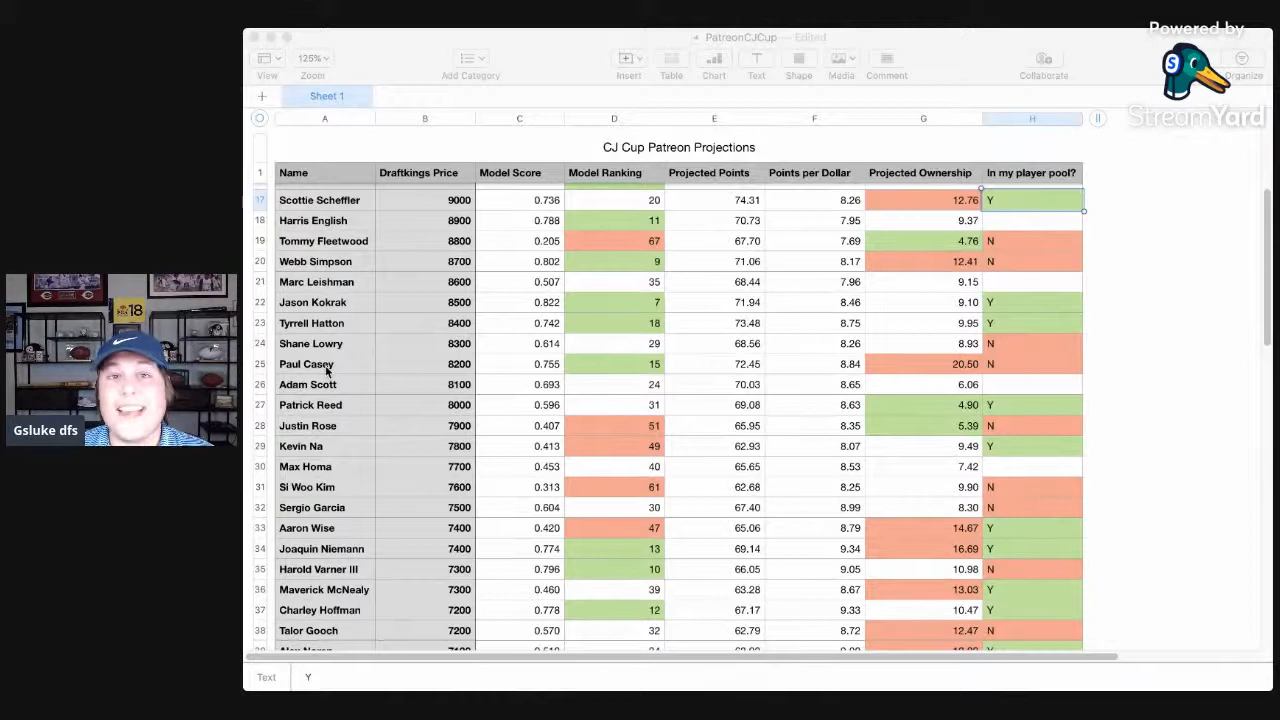 Powered by
StreamYard
PatreonCJCup — Edited
125%
View Zoom Add Category Insert Table Chart Text Shape Media Comment Collaborate Organize
+ Sheet 1
A B C D E F G H
CJ Cup Patreon Projections
1 Name Draftkings Price Model Score Model Ranking Projected Points Points per Dollar Projected Ownership In my player pool?
17 Scottie Scheffler 9000 0.736 20 74.31 8.26 12.76 Y
18 Harris English 8900 0.788 11 70.73 7.95 9.37
19 Tommy Fleetwood 8800 0.205 67 67.70 7.69 4.76 N
20 Webb Simpson 8700 0.802 9 71.06 8.17 12.41 N
21 Marc Leishman 8600 0.507 35 68.44 7.96 9.15
22 Jason Kokrak 8500 0.822 7 71.94 8.46 9.10 Y
23 Tyrrell Hatton 8400 0.742 18 73.48 8.75 9.95 Y
24 Shane Lowry 8300 0.614 29 68.56 8.26 8.93 N
25 Paul Casey 8200 0.755 15 72.45 8.84 20.50 N
26 Adam Scott 8100 0.693 24 70.03 8.65 6.06
27 Patrick Reed 8000 0.596 31 69.08 8.63 4.90 Y
28 Justin Rose 7900 0.407 51 65.95 8.35 5.39 N
29 Kevin Na 7800 0.413 49 62.93 8.07 9.49 Y
30 Max Homa 7700 0.453 40 65.65 8.53 7.42
31 Si Woo Kim 7600 0.313 61 62.68 8.25 9.90 N
32 Sergio Garcia 7500 0.604 30 67.40 8.99 8.30 N
33 Aaron Wise 7400 0.420 47 65.06 8.79 14.67 Y
34 Joaquin Niemann 7400 0.774 13 69.14 9.34 16.69 Y
35 Harold Varner III 7300 0.796 10 66.05 9.05 10.98 N
36 Maverick McNealy 7300 0.460 39 63.28 8.67 13.03 Y
37 Charley Hoffman 7200 0.778 12 67.17 9.33 10.47 Y
38 Talor Gooch 7200 0.570 32 62.79 8.72 12.47 N
Text Y
18
Gsluke dfs